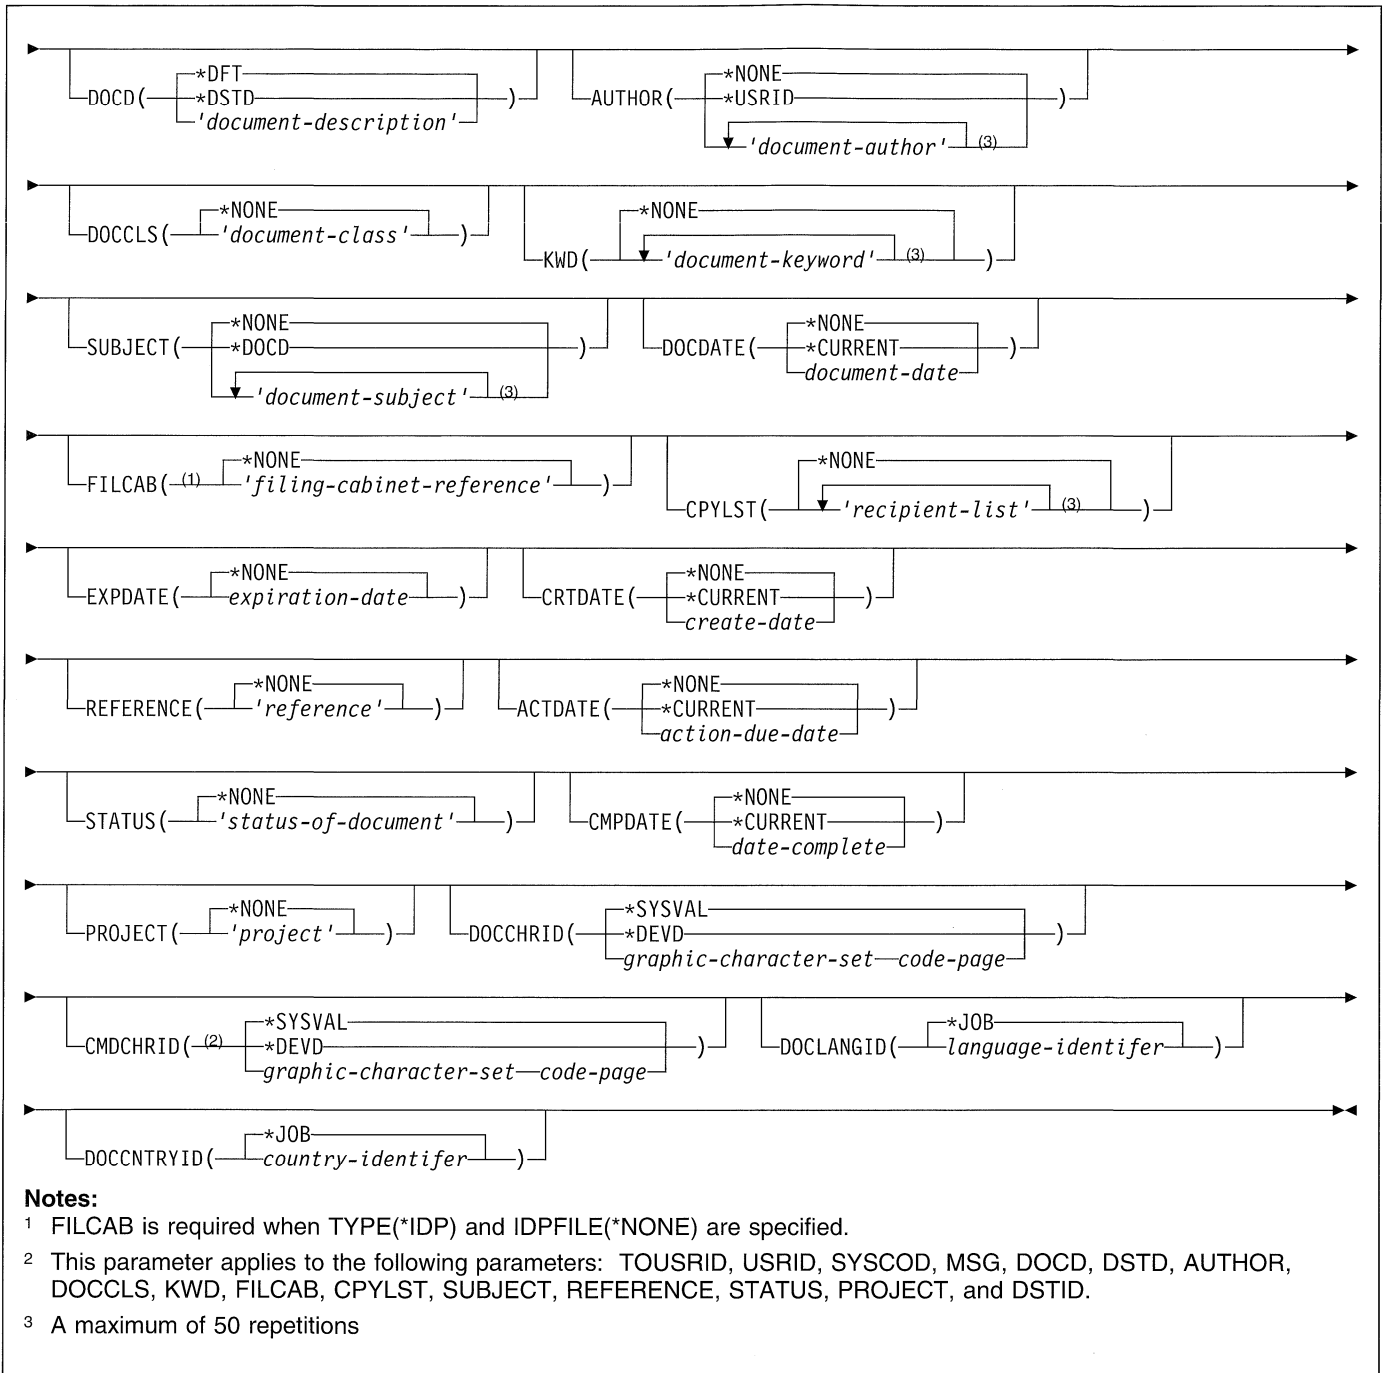 *DFT
DOCD( *DSTD )
'document-description'
*NONE
AUTHOR( *USRID )
'document-author' (3)
*NONE
DOCCLS( 'document-class' )
*NONE
KWD( 'document-keyword' (3) )
*NONE
SUBJECT( *DOCD )
'document-subject' (3)
*NONE
DOCDATE( *CURRENT )
document-date
*NONE
FILCAB( (1) 'filing-cabinet-reference' )
*NONE
CPYLST( 'recipient-list' (3) )
*NONE
EXPDATE( expiration-date )
*NONE
CRTDATE( *CURRENT )
create-date
*NONE
REFERENCE( 'reference' )
*NONE
ACTDATE( *CURRENT )
action-due-date
*NONE
STATUS( 'status-of-document' )
*NONE
CMPDATE( *CURRENT )
date-complete
*NONE
PROJECT( 'project' )
*SYSVAL
DOCCHRID( *DEVD )
graphic-character-set code-page
*SYSVAL
CMDCHRID( (2) *DEVD )
graphic-character-set code-page
*JOB
DOCLANGID( language-identifer )
*JOB
DOCCNTRYID( country-identifer )
Notes:
1 FILCAB is required when TYPE(*IDP) and IDPFILE(*NONE) are specified.
2 This parameter applies to the following parameters: TOUSRID, USRID, SYSCOD, MSG, DOCD, DSTD, AUTHOR,
DOCCLS, KWD, FILCAB, CPYLST, SUBJECT, REFERENCE, STATUS, PROJECT, and DSTID.
3 A maximum of 50 repetitions